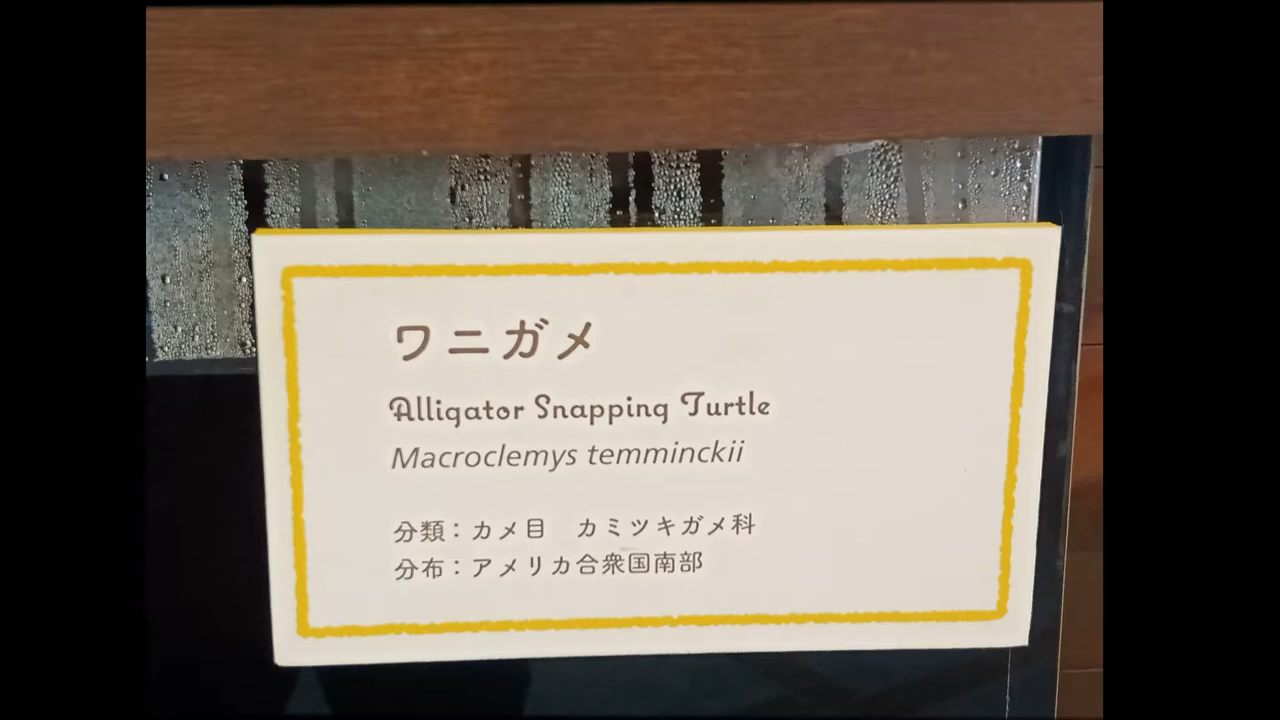 ワニガメ
Alligator Snapping Turtle
Macroclemys temminckii
分類：カメ目　カミツキガメ科
分布：アメリカ合衆国南部